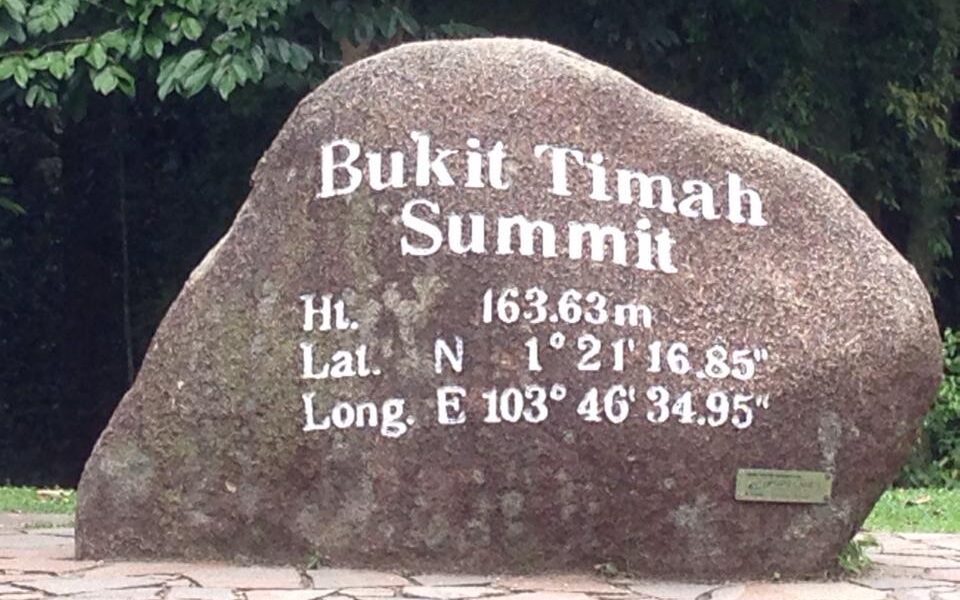 Bukit Timah
Summit
Ht. 163.63m
Lat. N 1° 21' 16.85"
Long. E 103° 46' 34.95"